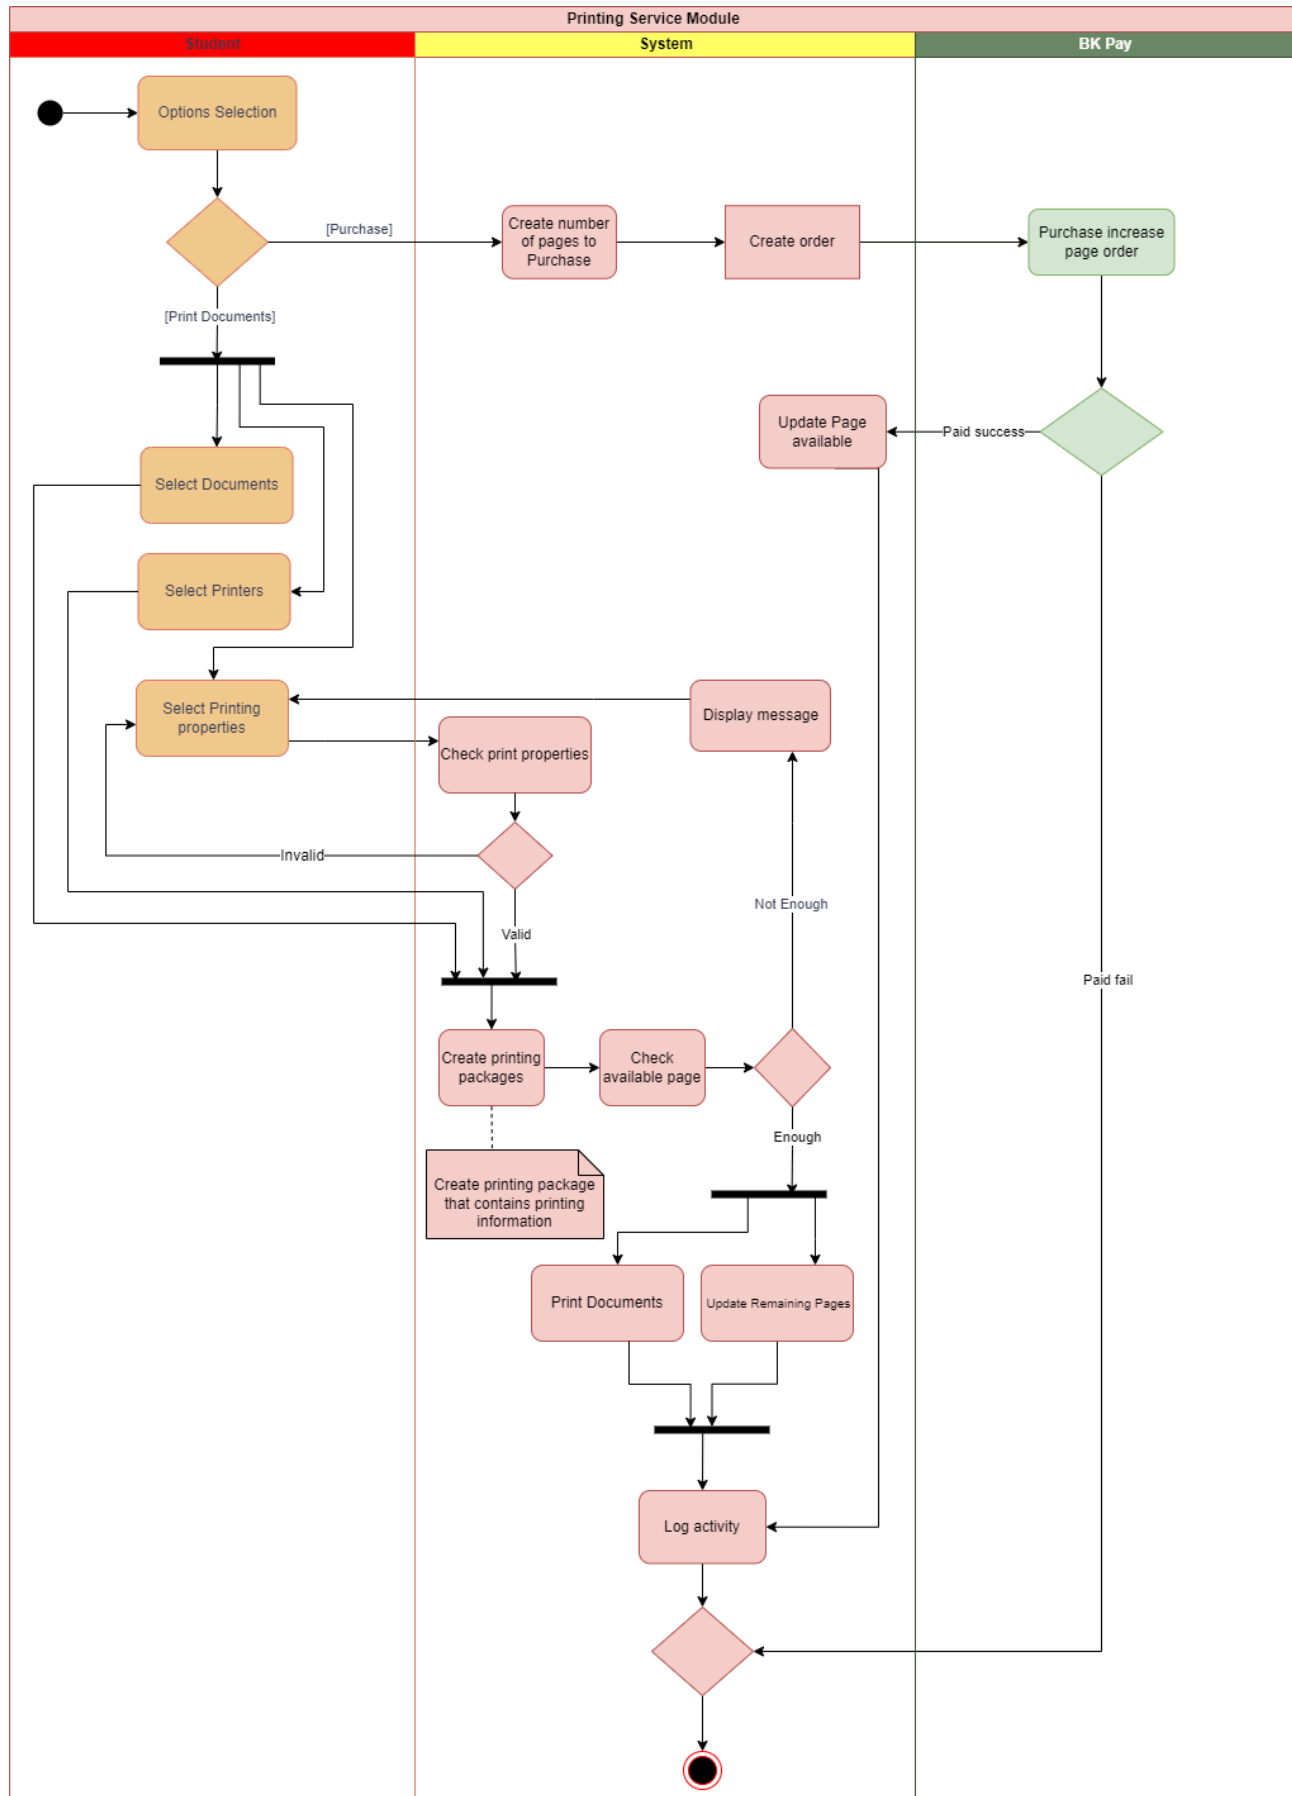 Printing Service Module
Student
System
BK Pay
Options Selection
[Purchase]
Create number
of pages to
Purchase
Create order
Purchase increase
page order
[Print Documents]
Update Page
available
Paid success
Select Documents
Select Printers
Select Printing
properties
Display message
Check print properties
Invalid
Not Enough
Valid
Paid fail
Create printing
packages
Check
available page
Enough
Create printing package
that contains printing
information
Print Documents
Update Remaining Pages
Log activity